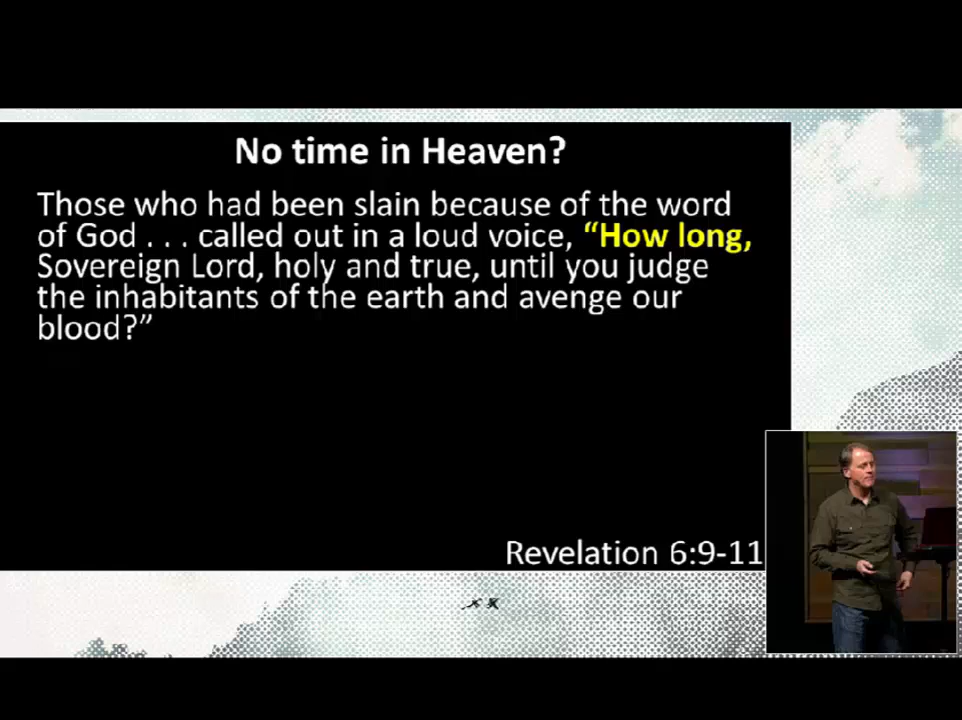 No time in Heaven?
Those who had been slain because of the word
of God . . . called out in a loud voice, “How long,
Sovereign Lord, holy and true, until you judge
the inhabitants of the earth and avenge our
blood?”
Revelation 6:9-11